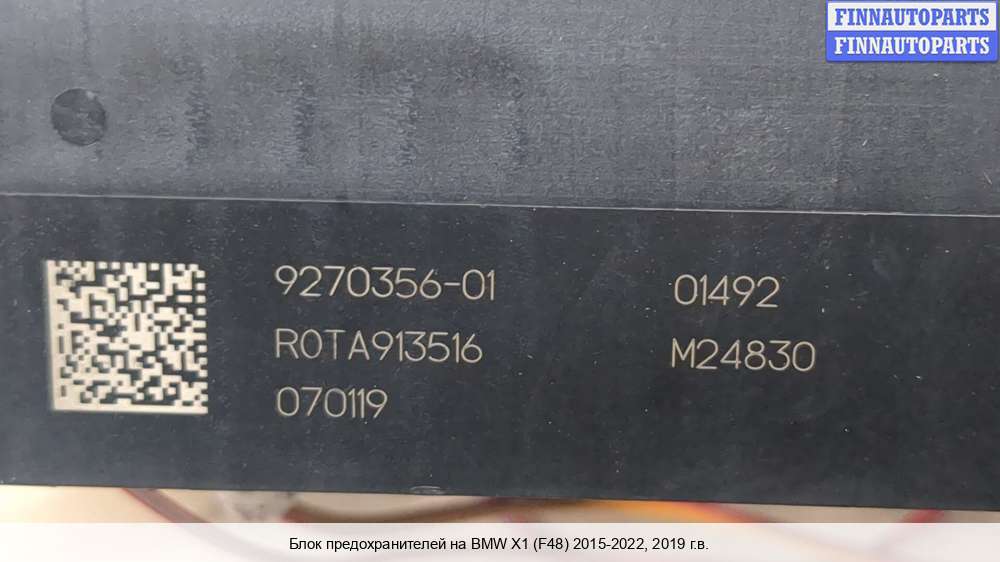 FINNAUTOPARTS
FINNAUTOPARTS
9270356-01
01492
R0TA913516
M24830
070119
Блок предохранителей на BMW X1 (F48) 2015-2022, 2019 г.в.